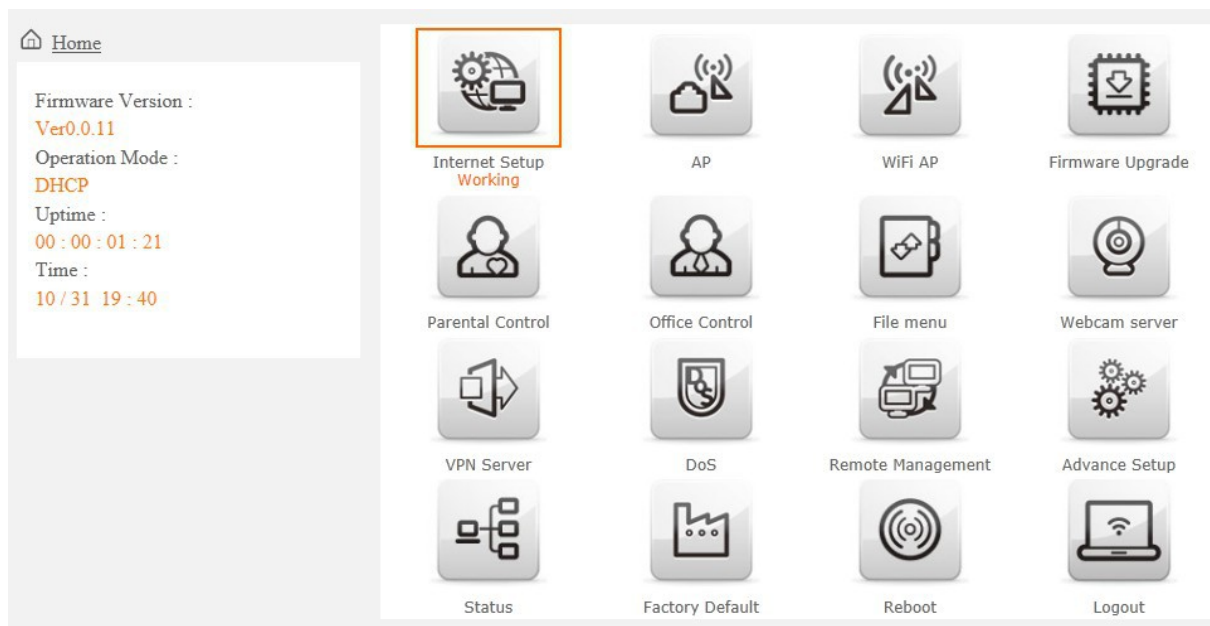 Home
Firmware Version :
Ver0.0.11
Operation Mode :
DHCP
Uptime :
00 : 00 : 01 : 21
Time :
10 / 31 19 : 40
Internet Setup
Working
AP
WiFi AP
Firmware Upgrade
Parental Control
Office Control
File menu
Webcam server
VPN Server
DoS
DoS
Remote Management
Advance Setup
Status
Factory Default
Reboot
Logout